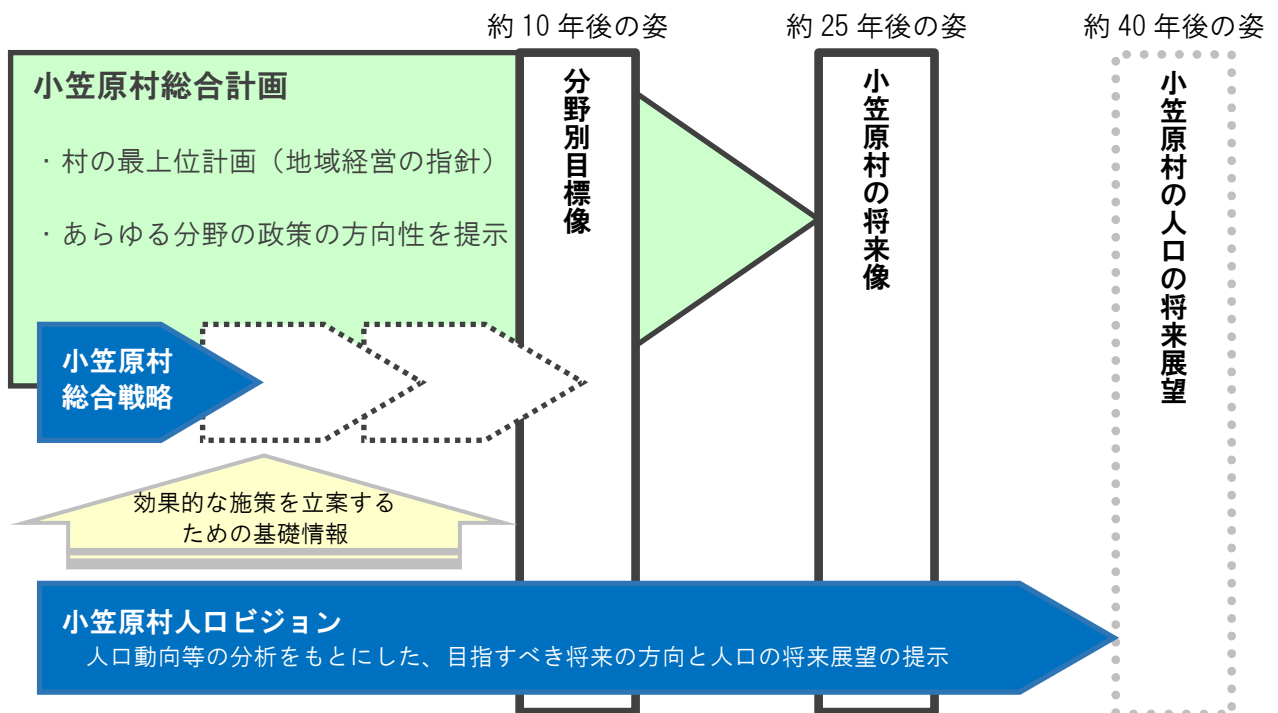 約 10 年後の姿
約 25 年後の姿
約 40 年後の姿
小笠原村総合計画
・村の最上位計画（地域経営の指針）
・あらゆる分野の政策の方向性を提示
分野別目標像
小笠原村の将来像
小笠原村の人口の将来展望
小笠原村
総合戦略
効果的な施策を立案する
ための基礎情報
小笠原村人口ビジョン
人口動向等の分析をもとにした、目指すべき将来の方向と人口の将来展望の提示